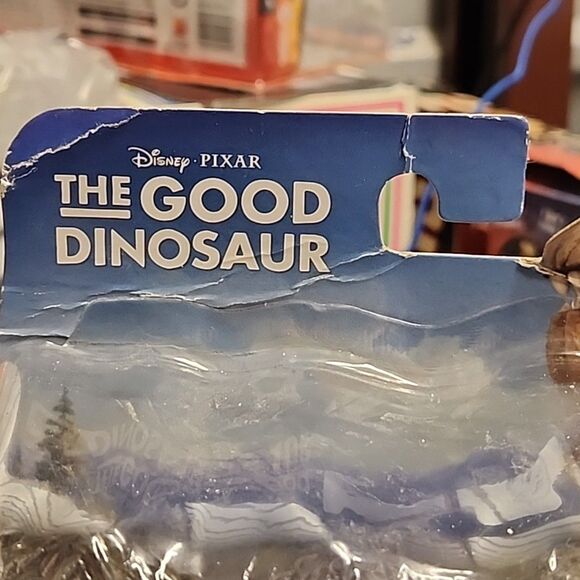 Disney · PIXAR
THE GOOD
DINOSAUR